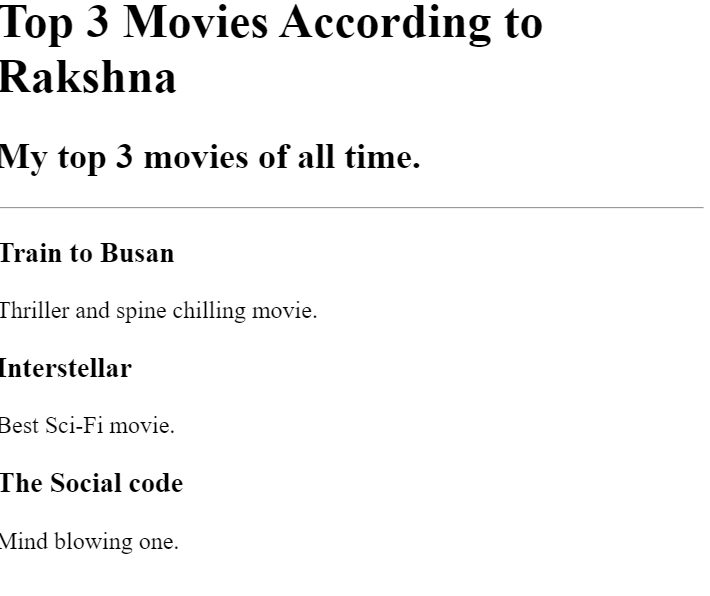 Top 3 Movies According to
Rakshna
My top 3 movies of all time.
Train to Busan
Thriller and spine chilling movie.
Interstellar
Best Sci-Fi movie.
The Social code
Mind blowing one.